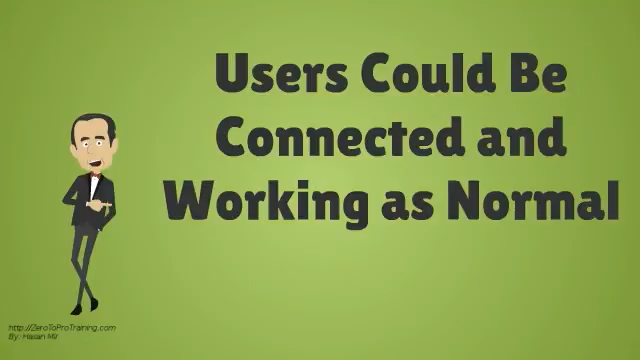 Users Could Be
Connected and
Working as Normal
http://ZeroToProTraining.com
By: Hasan Mir